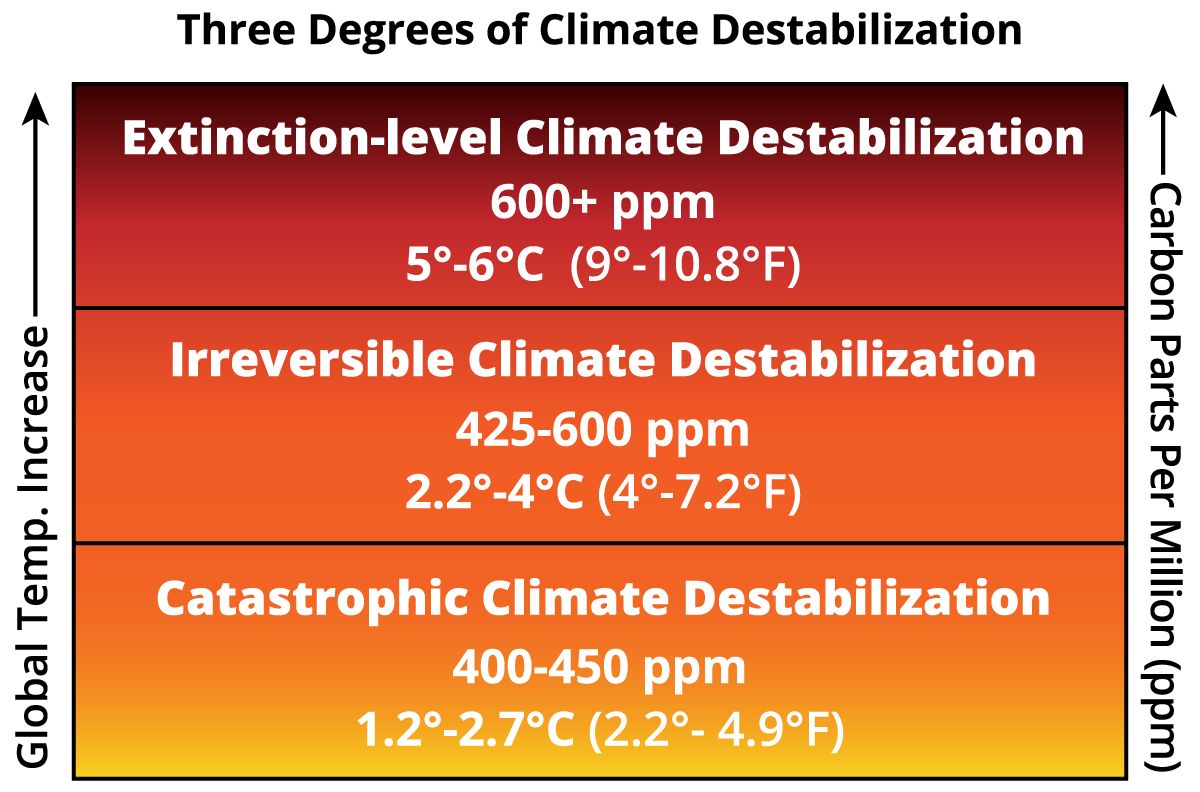 Three Degrees of Climate Destabilization
Extinction-level Climate Destabilization
600+ ppm
5°-6°C (9°-10.8°F)
Irreversible Climate Destabilization
425-600 ppm
2.2°-4°C (4°-7.2°F)
Catastrophic Climate Destabilization
400-450 ppm
1.2°-2.7°C (2.2°- 4.9°F)
Global Temp. Increase
Carbon Parts Per Million (ppm)